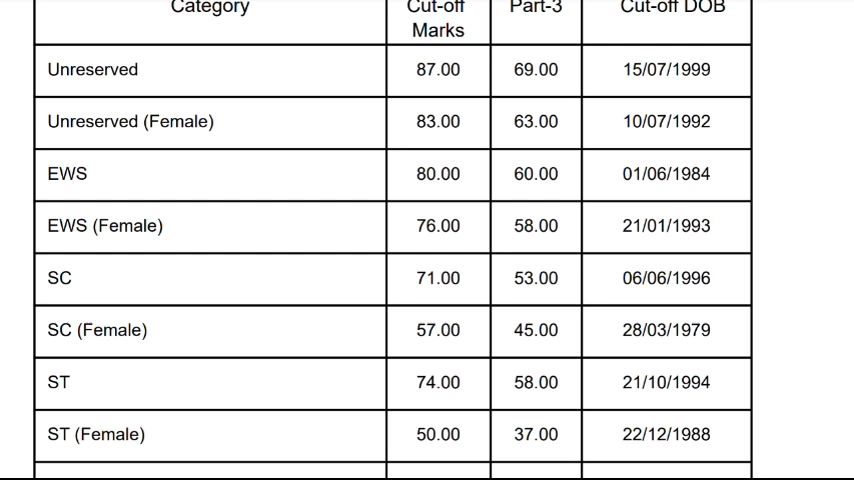 Category Cut-off Part-3 Cut-off DOB
Marks
Unreserved 87.00 69.00 15/07/1999
Unreserved (Female) 83.00 63.00 10/07/1992
EWS 80.00 60.00 01/06/1984
EWS (Female) 76.00 58.00 21/01/1993
SC 71.00 53.00 06/06/1996
SC (Female) 57.00 45.00 28/03/1979
ST 74.00 58.00 21/10/1994
ST (Female) 50.00 37.00 22/12/1988